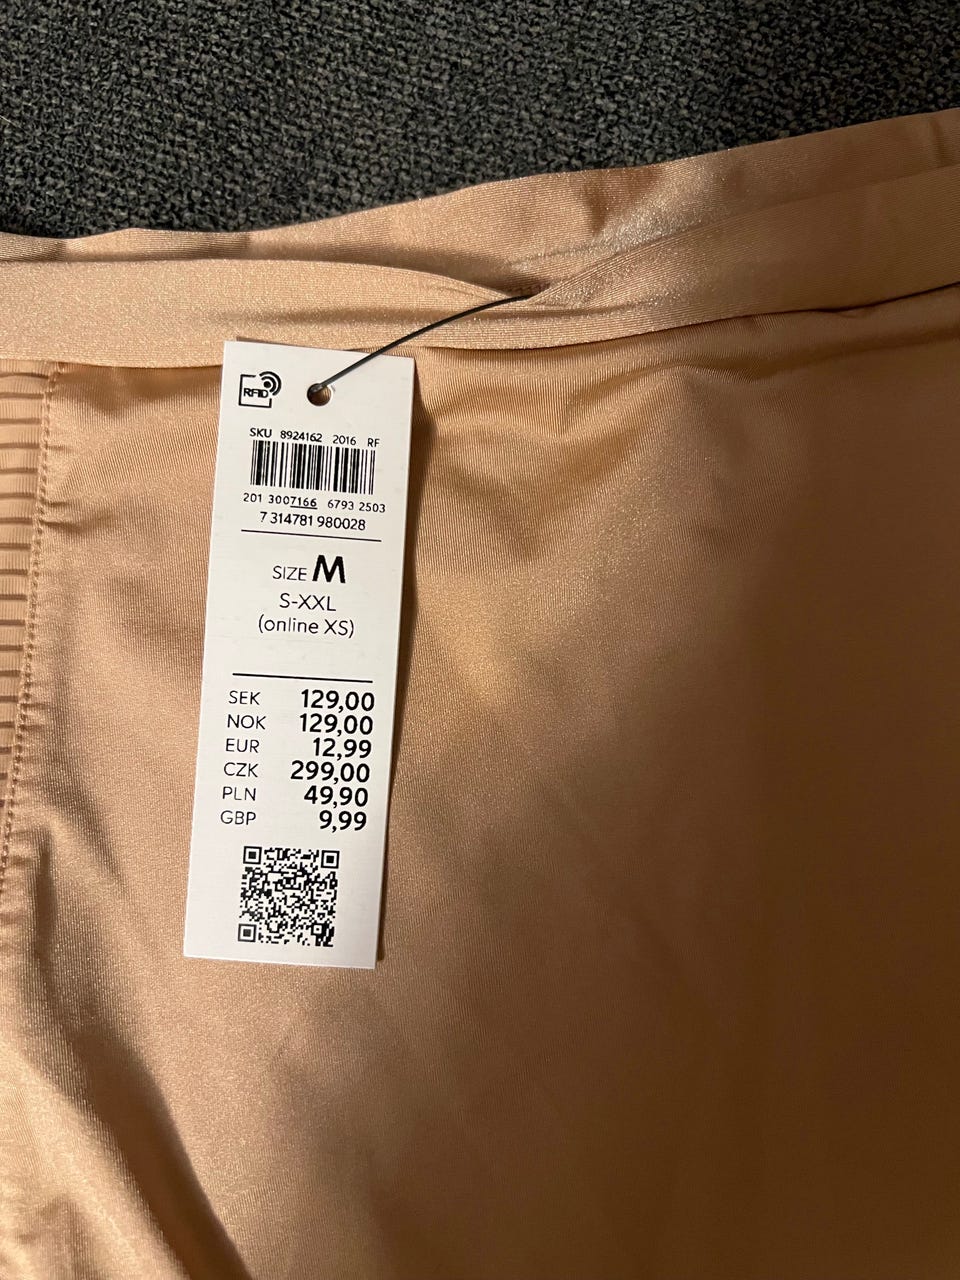 RFID
SKU 8924162 2016 RF
201 3007166 6793 2503
7 314781 980028
SIZE M
S-XXL
(online XS)
SEK 129,00
NOK 129,00
EUR 12,99
CZK 299,00
PLN 49,90
GBP 9,99